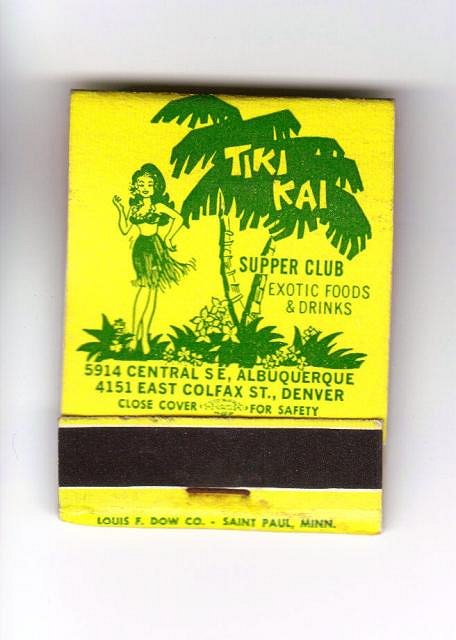 TIKI
KAI
SUPPER CLUB
EXOTIC FOODS
& DRINKS
5914 CENTRAL SE, ALBUQUERQUE
4151 EAST COLFAX ST., DENVER
CLOSE COVER FOR SAFETY
LOUIS F. DOW CO. - SAINT PAUL, MINN.